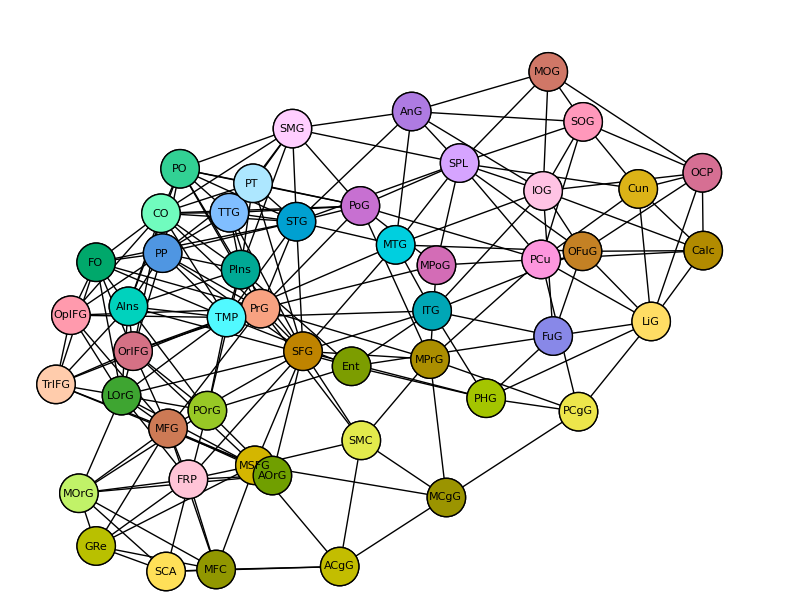 MOG
AnG
SOG
SMG
SPL
PO
OCP
PT
IOG
Cun
PoG
CO
TTG
STG
MTG
Calc
OFuG
PP
PCu
FO
MPoG
PIns
AIns
PrG
ITG
OpIFG
TMP
LiG
FuG
OrIFG
SFG
MPrG
Ent
TrIFG
LOrG
PHG
POrG
PCgG
MFG
SMC
MSFG
AOrG
FRP
MOrG
MCgG
GRe
ACgG
MFC
SCA